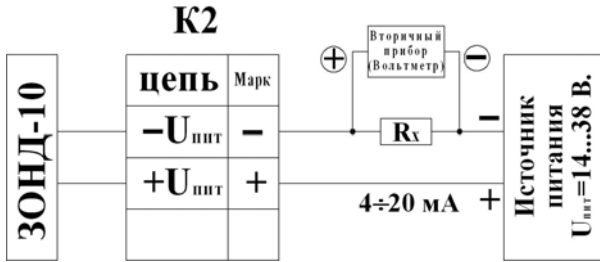 К2
ЗОНД-10
цепь Марк
−Uпит −
+Uпит +
Вторичный
прибор
(Вольтметр)
+ −
Rx
−
4÷20 мА +
Источник
питания
Uпит=14...38 В.